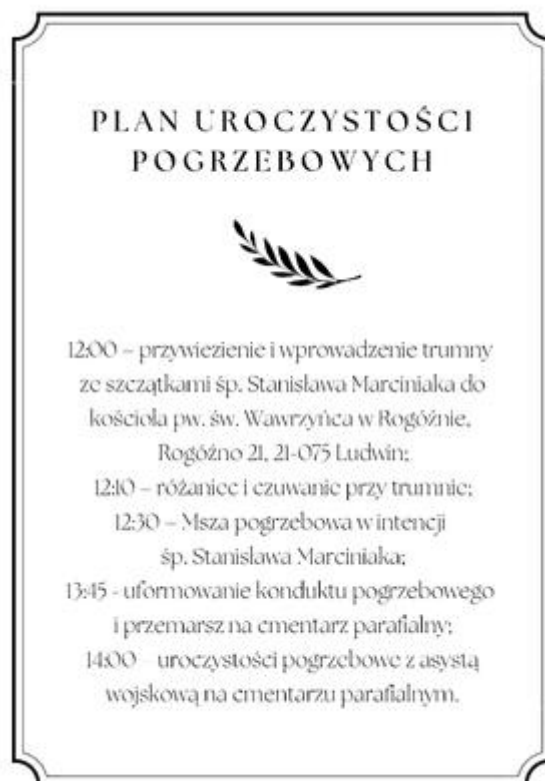 PLAN UROCZYSTOŚCI
POGRZEBOWYCH
12:00 – przywiezienie i wprowadzenie trumny
ze szczątkami śp. Stanisława Marciniaka do
kościoła pw. św. Wawrzyńca w Rogóźnie,
Rogóźno 21, 21-075 Ludwin;
12:10 – różaniec i czuwanie przy trumnie;
12:30 – Msza pogrzebowa w intencji
śp. Stanisława Marciniaka;
13:45 - uformowanie konduktu pogrzebowego
i przemarsz na cmentarz parafialny;
14:00 – uroczystości pogrzebowe z asystą
wojskową na cmentarzu parafialnym.